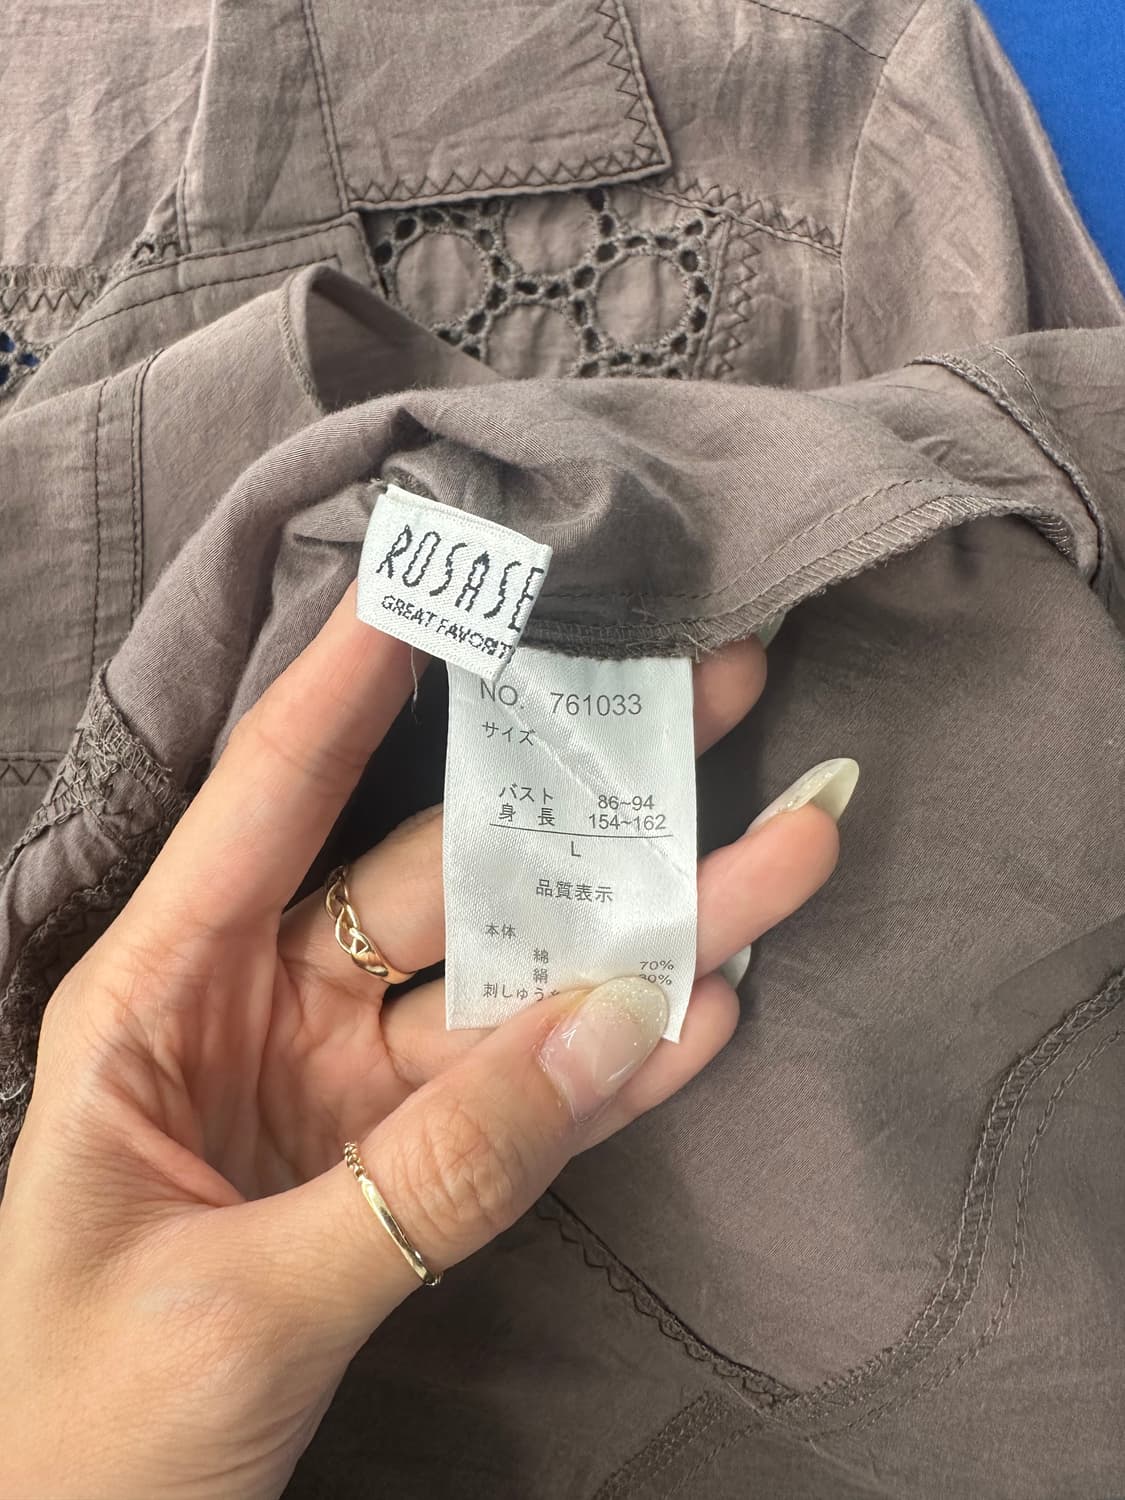 ROSASE
GREAT FAVORIT
NO. 761033
サイズ
バスト 86~94
身長 154~162
L
品質表示
本体
綿 70%
絹 30%
刺しゅう